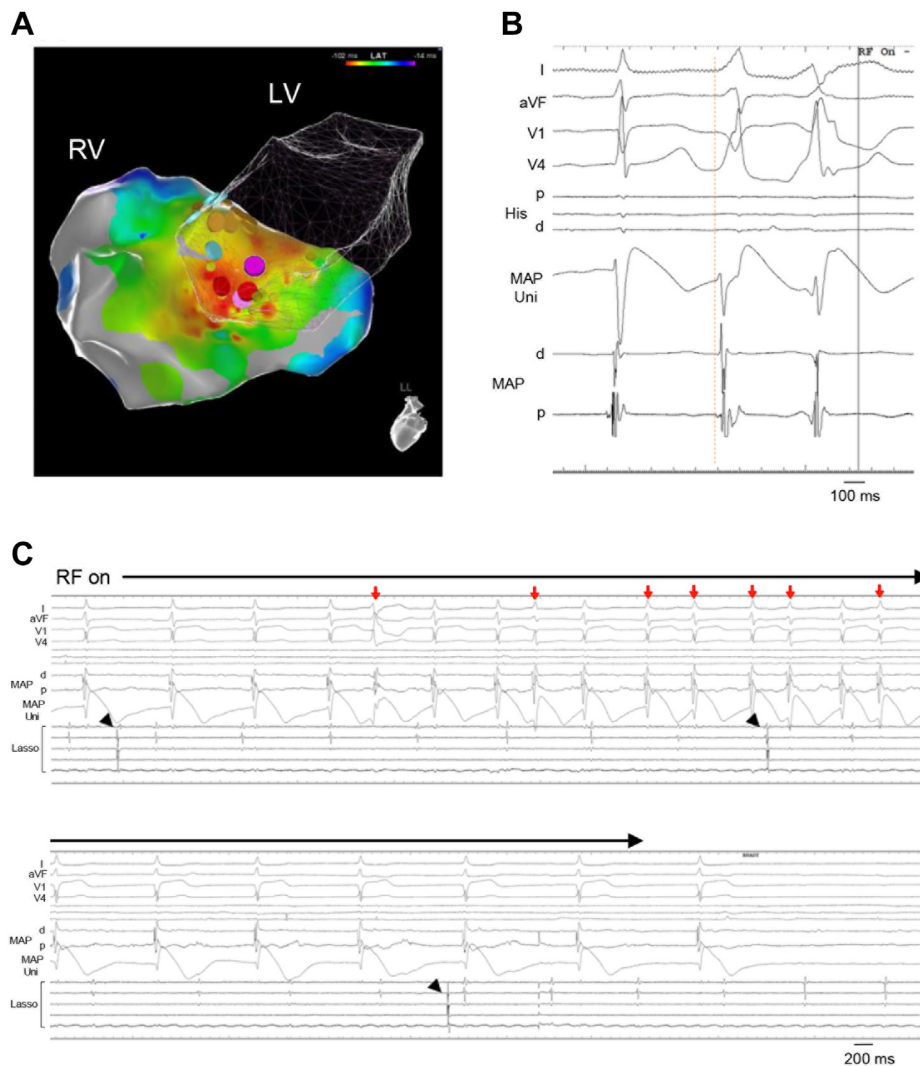 A
-102 ms LAT -14 ms
LV
RV
LL
B
RF On -
I
aVF
V1
V4
p
His
d
MAP
Uni
d
MAP
p
100 ms
C
RF on
I
aVF
V1
V4
d
MAP
p
MAP
Uni
Lasso
I
aVF
V1
V4
d
MAP
p
MAP
Uni
Lasso
200 ms